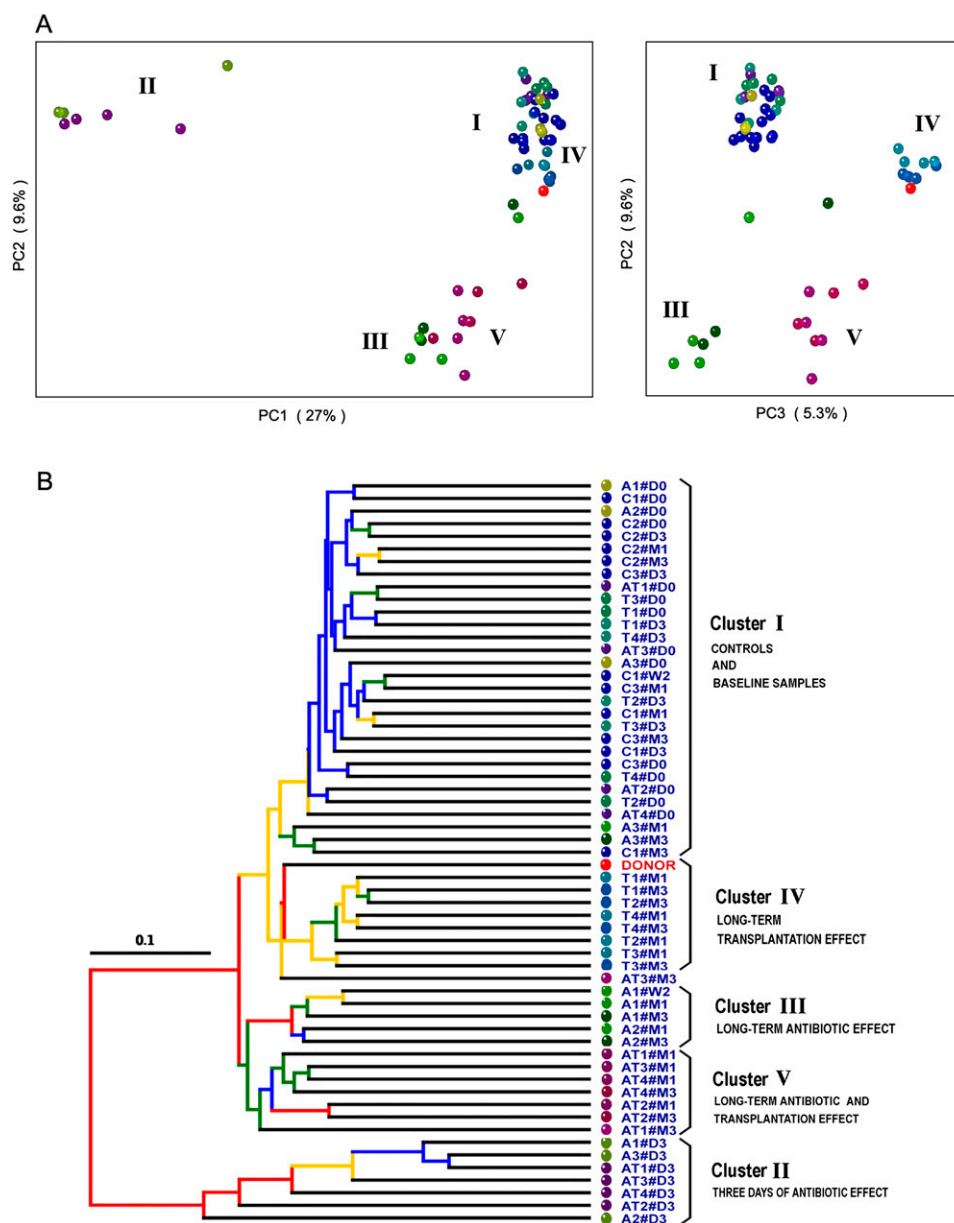 A
II
I
IV
III
V
PC2 ( 9.6%)
PC1 ( 27%)
I
IV
III
V
PC2 ( 9.6%)
PC3 ( 5.3%)
B
0.1
A1#D0
C1#D0
A2#D0
C2#D0
C2#D3
C2#M1
C2#M3
C3#D3
AT1#D0
T3#D0
T1#D0
T1#D3
T4#D3
AT3#D0
A3#D0
C1#W2
C3#M1
T2#D3
C1#M1
T3#D3
C3#M3
C1#D3
C3#D0
T4#D0
AT2#D0
T2#D0
AT4#D0
A3#M1
A3#M3
C1#M3
DONOR
T1#M1
T1#M3
T2#M3
T4#M1
T4#M3
T2#M1
T3#M1
T3#M3
AT3#M3
A1#W2
A1#M1
A1#M3
A2#M1
A2#M3
AT1#M1
AT3#M1
AT4#M1
AT4#M3
AT2#M1
AT2#M3
AT1#M3
A1#D3
A3#D3
AT1#D3
AT3#D3
AT4#D3
AT2#D3
A2#D3
Cluster I
CONTROLS
AND
BASELINE SAMPLES
Cluster IV
LONG-TERM
TRANSPLANTATION EFFECT
Cluster III
LONG-TERM ANTIBIOTIC EFFECT
Cluster V
LONG-TERM ANTIBIOTIC AND
TRANSPLANTATION EFFECT
Cluster II
THREE DAYS OF ANTIBIOTIC EFFECT